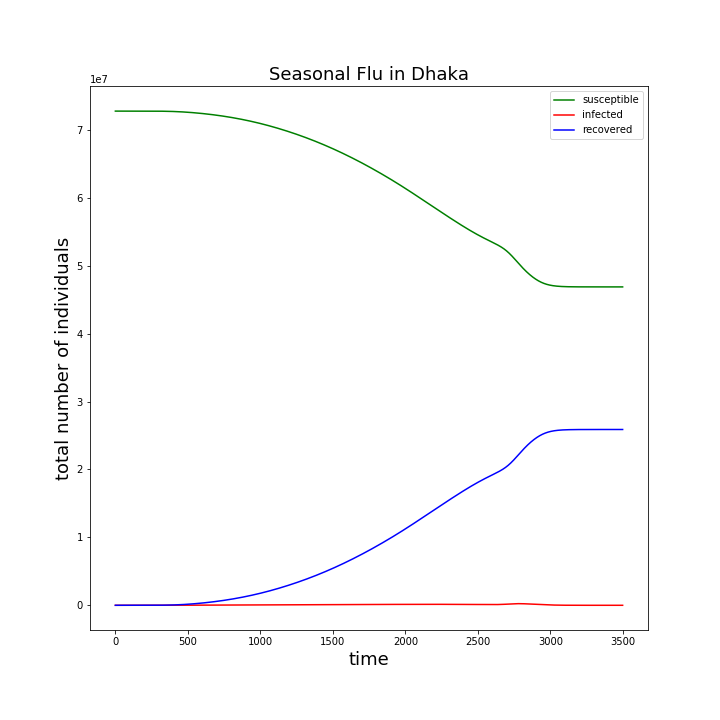 Seasonal Flu in Dhaka
1e7
susceptible
infected
recovered
7
6
5
4
3
2
1
0
total number of individuals
0 500 1000 1500 2000 2500 3000 3500
time